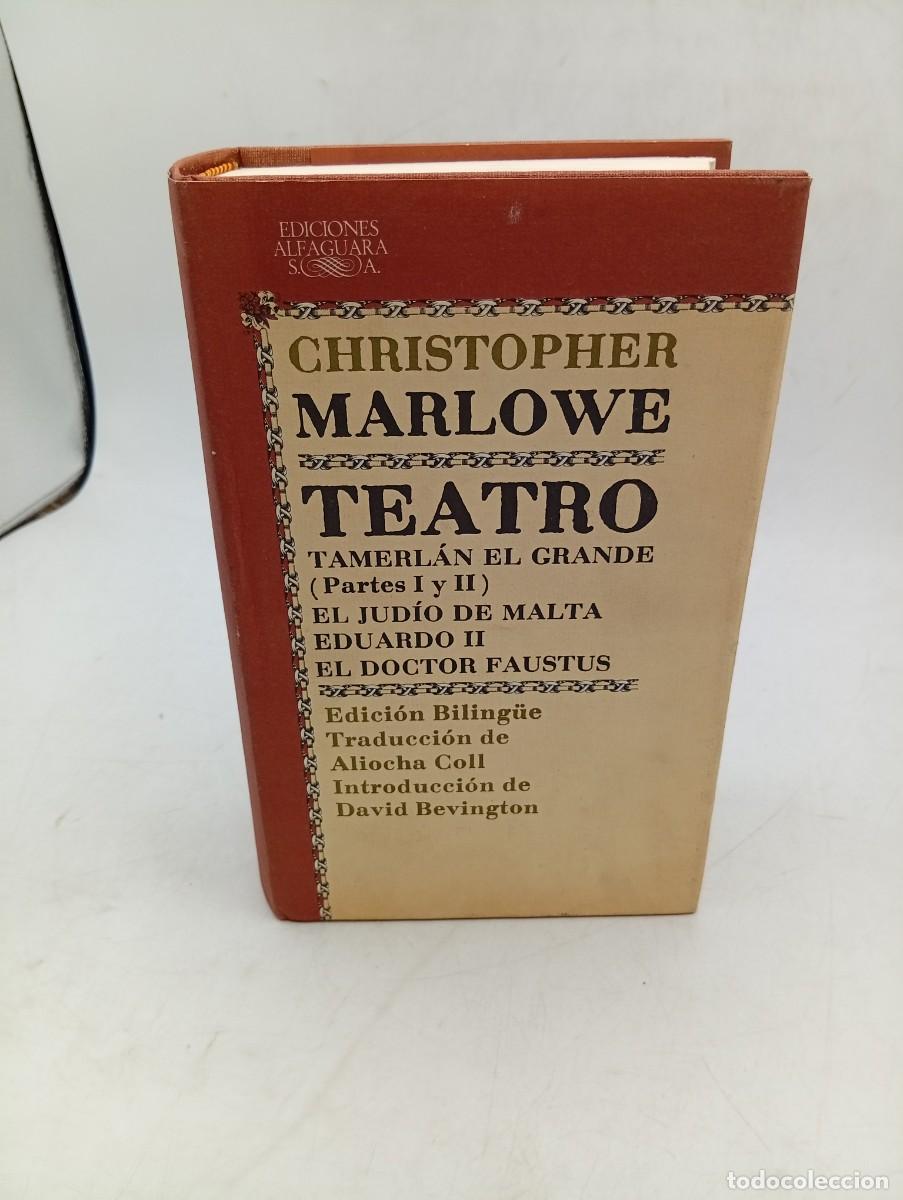 EDICIONES
ALFAGUARA
S. A.
CHRISTOPHER
MARLOWE
TEATRO
TAMERLÁN EL GRANDE
(Partes I y II)
EL JUDÍO DE MALTA
EDUARDO II
EL DOCTOR FAUSTUS
Edición Bilingüe
Traducción de
Aliocha Coll
Introducción de
David Bevington
todocoleccion